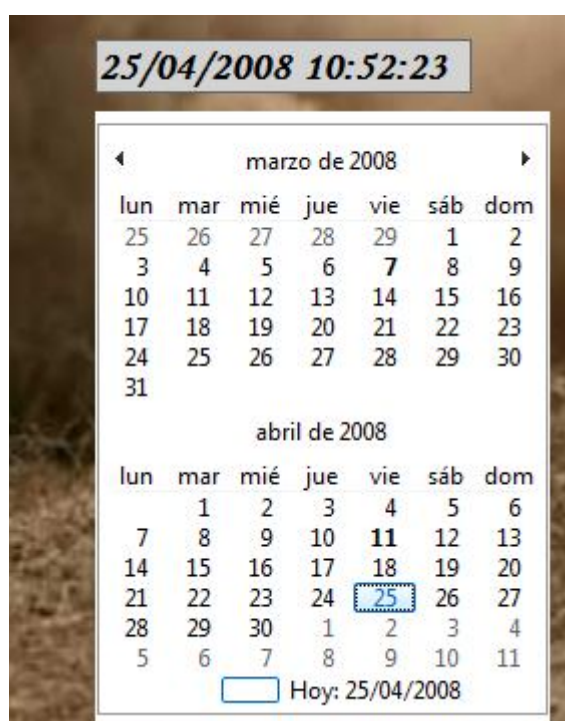 25/04/2008 10:52:23
marzo de 2008
lun mar mié jue vie sáb dom
25 26 27 28 29 1 2
3 4 5 6 7 8 9
10 11 12 13 14 15 16
17 18 19 20 21 22 23
24 25 26 27 28 29 30
31
abril de 2008
lun mar mié jue vie sáb dom
1 2 3 4 5 6
7 8 9 10 11 12 13
14 15 16 17 18 19 20
21 22 23 24 25 26 27
28 29 30 1 2 3 4
5 6 7 8 9 10 11
Hoy: 25/04/2008